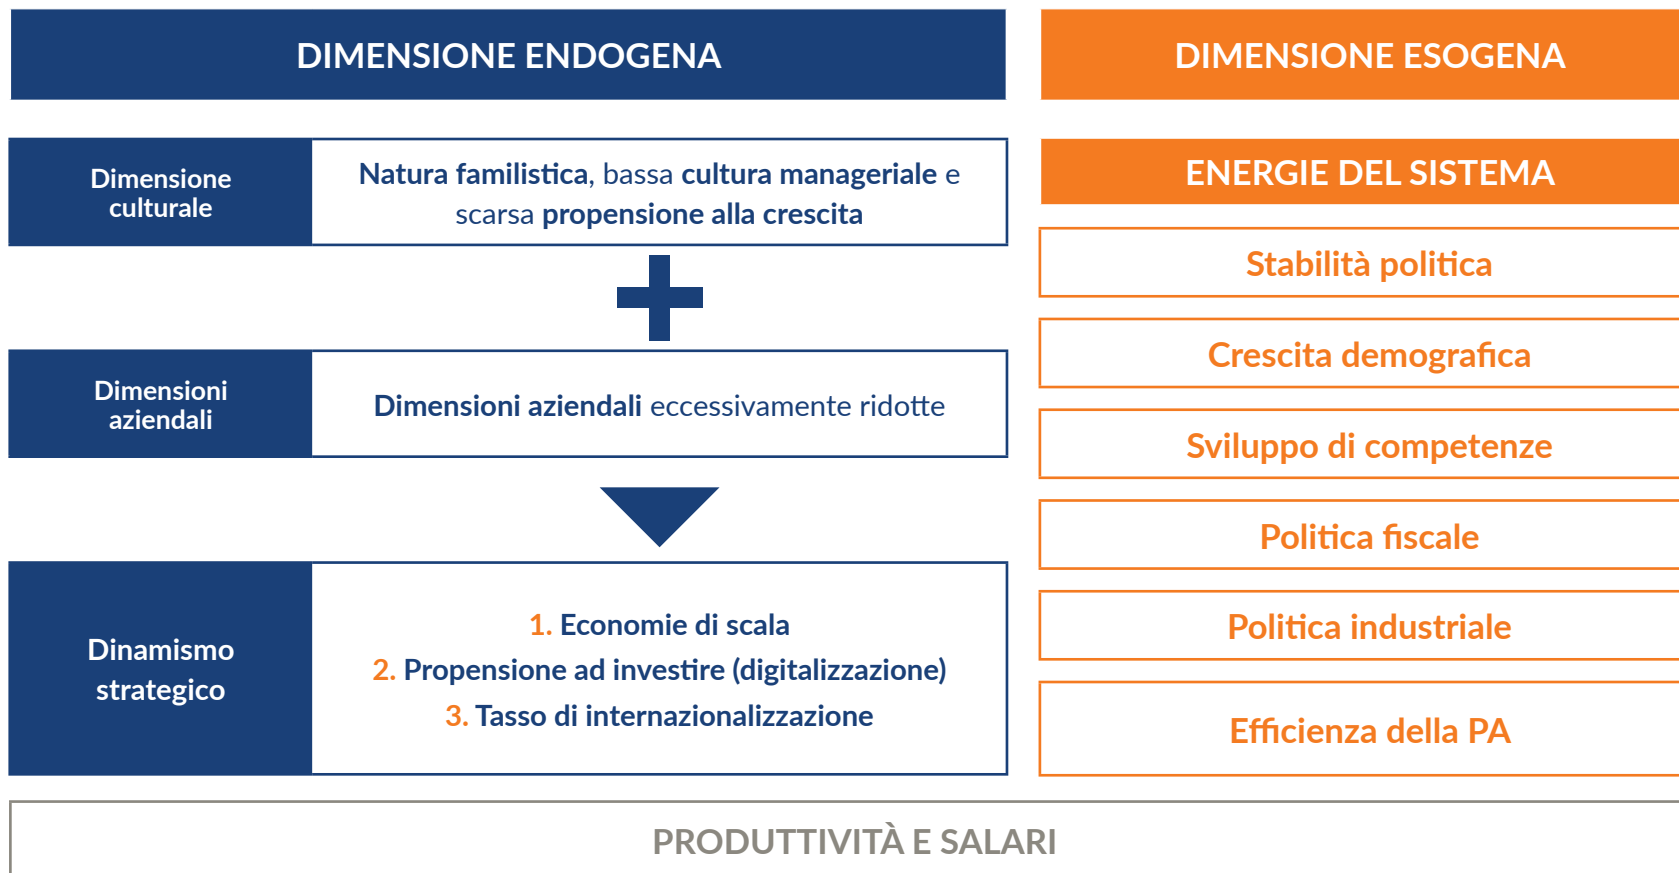 DIMENSIONE ENDOGENA
Dimensione
culturale
Natura familistica, bassa cultura manageriale e
scarsa propensione alla crescita
Dimensioni
aziendali
Dimensioni aziendali eccessivamente ridotte
Dinamismo
strategico
1. Economie di scala
2. Propensione ad investire (digitalizzazione)
3. Tasso di internazionalizzazione
DIMENSIONE ESOGENA
ENERGIE DEL SISTEMA
Stabilità politica
Crescita demografica
Sviluppo di competenze
Politica fiscale
Politica industriale
Efficienza della PA
PRODUTTIVITÀ E SALARI